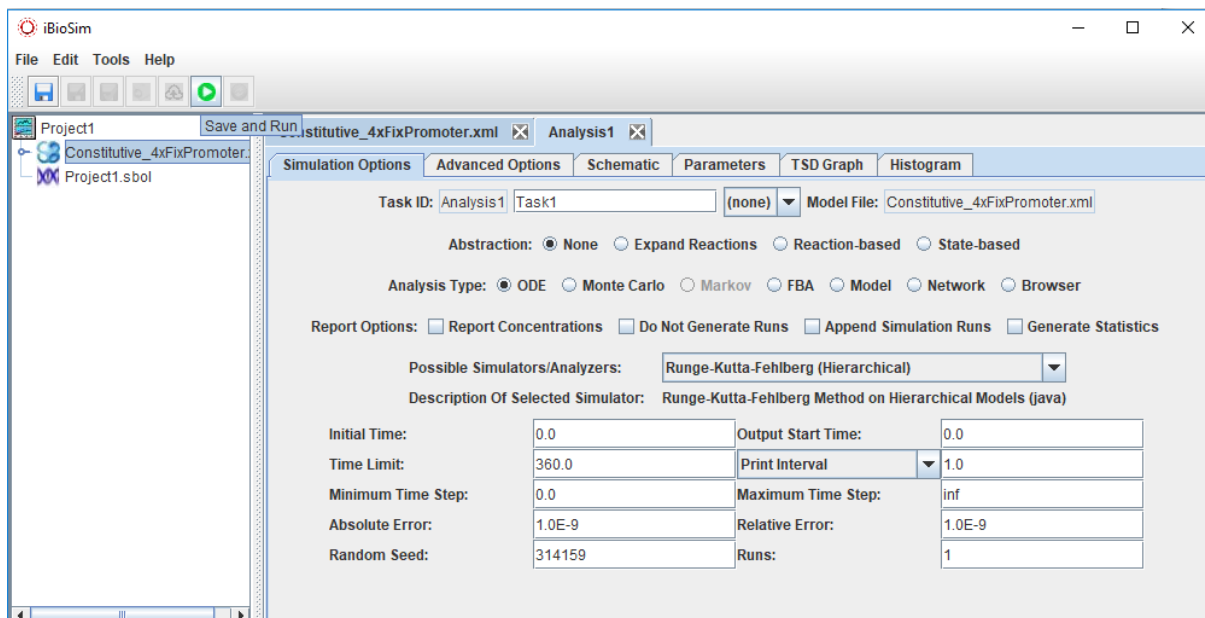 iBioSim
File Edit Tools Help
Save and Run
Project1
Constitutive_4xFixPromoter.
Project1.sbol
nstitutive_4xFixPromoter.xml Analysis1
Simulation Options Advanced Options Schematic Parameters TSD Graph Histogram
Task ID: Analysis1 Task1 (none) Model File: Constitutive_4xFixPromoter.xml
Abstraction: None Expand Reactions Reaction-based State-based
Analysis Type: ODE Monte Carlo Markov FBA Model Network Browser
Report Options: Report Concentrations Do Not Generate Runs Append Simulation Runs Generate Statistics
Possible Simulators/Analyzers: Runge-Kutta-Fehlberg (Hierarchical)
Description Of Selected Simulator: Runge-Kutta-Fehlberg Method on Hierarchical Models (java)
Initial Time: 0.0 Output Start Time: 0.0
Time Limit: 360.0 Print Interval 1.0
Minimum Time Step: 0.0 Maximum Time Step: inf
Absolute Error: 1.0E-9 Relative Error: 1.0E-9
Random Seed: 314159 Runs: 1